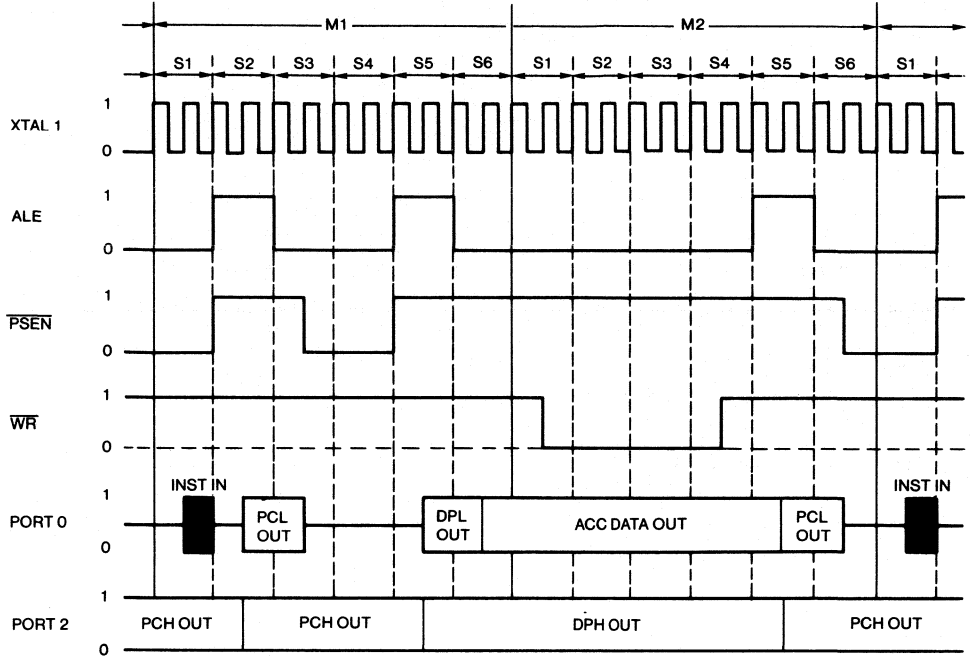 M1 M2
S1 S2 S3 S4 S5 S6 S1 S2 S3 S4 S5 S6 S1
1
XTAL 1
0
1
ALE
0
1
PSEN
0
1
WR
0
INST IN INST IN
1
PORT 0 PCL OUT DPL OUT ACC DATA OUT PCL OUT
0
1
PORT 2 PCH OUT PCH OUT DPH OUT PCH OUT
0